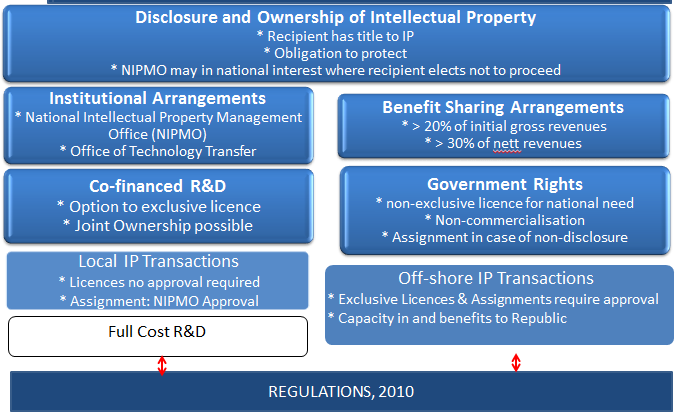 Disclosure and Ownership of Intellectual Property
* Recipient has title to IP
* Obligation to protect
* NIPMO may in national interest where recipient elects not to proceed
Institutional Arrangements
* National Intellectual Property Management
Office (NIPMO)
* Office of Technology Transfer
Benefit Sharing Arrangements
* > 20% of initial gross revenues
* > 30% of nett revenues
Co-financed R&D
* Option to exclusive licence
* Joint Ownership possible
Government Rights
* non-exclusive licence for national need
* Non-commercialisation
* Assignment in case of non-disclosure
Local IP Transactions
* Licences no approval required
* Assignment: NIPMO Approval
Off-shore IP Transactions
* Exclusive Licences & Assignments require approval
* Capacity in and benefits to Republic
Full Cost R&D
REGULATIONS, 2010